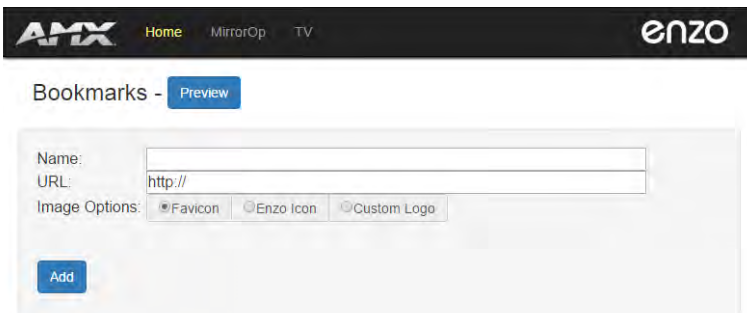 AMX Home MirrorOp TV enzo
Bookmarks - Preview
Name:
URL: http://
Image Options: Favicon Enzo Icon Custom Logo
Add